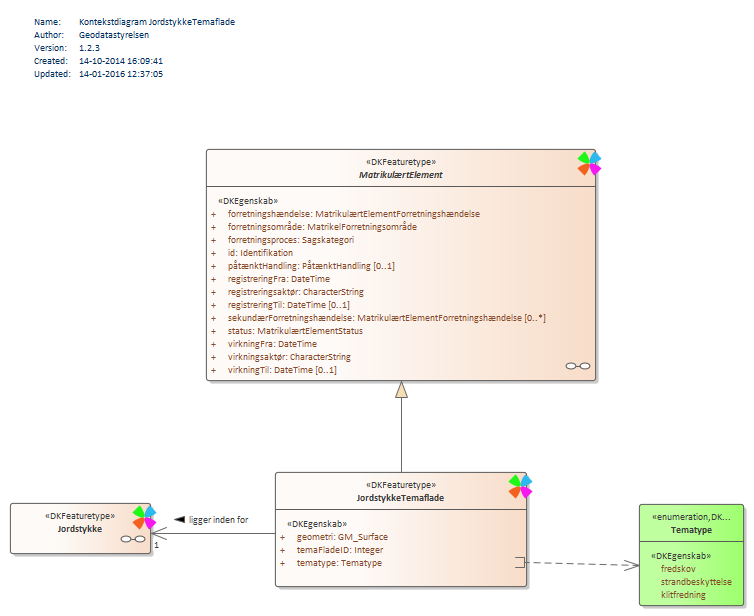 Name: Kontekstdiagram JordstykkeTemaflade
Author: Geodatastyrelsen
Version: 1.2.3
Created: 14-10-2014 16:09:41
Updated: 14-01-2016 12:37:05
«DKFeaturetype»
MatrikulærtElement
«DKEgenskab»
+ forretningshændelse: MatrikulærtElementForretningshændelse
+ forretningsområde: MatrikelForretningsområde
+ forretningsproces: Sagskategori
+ id: Identifikation
+ påtænktHandling: PåtænktHandling [0..1]
+ registreringFra: DateTime
+ registreringsaktør: CharacterString
+ registreringTil: DateTime [0..1]
+ sekundærForretningshændelse: MatrikulærtElementForretningshændelse [0..*]
+ status: MatrikulærtElementStatus
+ virkningFra: DateTime
+ virkningsaktør: CharacterString
+ virkningTil: DateTime [0..1]
«DKFeaturetype»
Jordstykke
ligger inden for
1
«DKFeaturetype»
JordstykkeTemaflade
«DKEgenskab»
+ geometri: GM_Surface
+ temaFladeID: Integer
+ tematype: Tematype
«enumeration,DK...
Tematype
«DKEgenskab»
fredskov
strandbeskyttelse
klitfredning